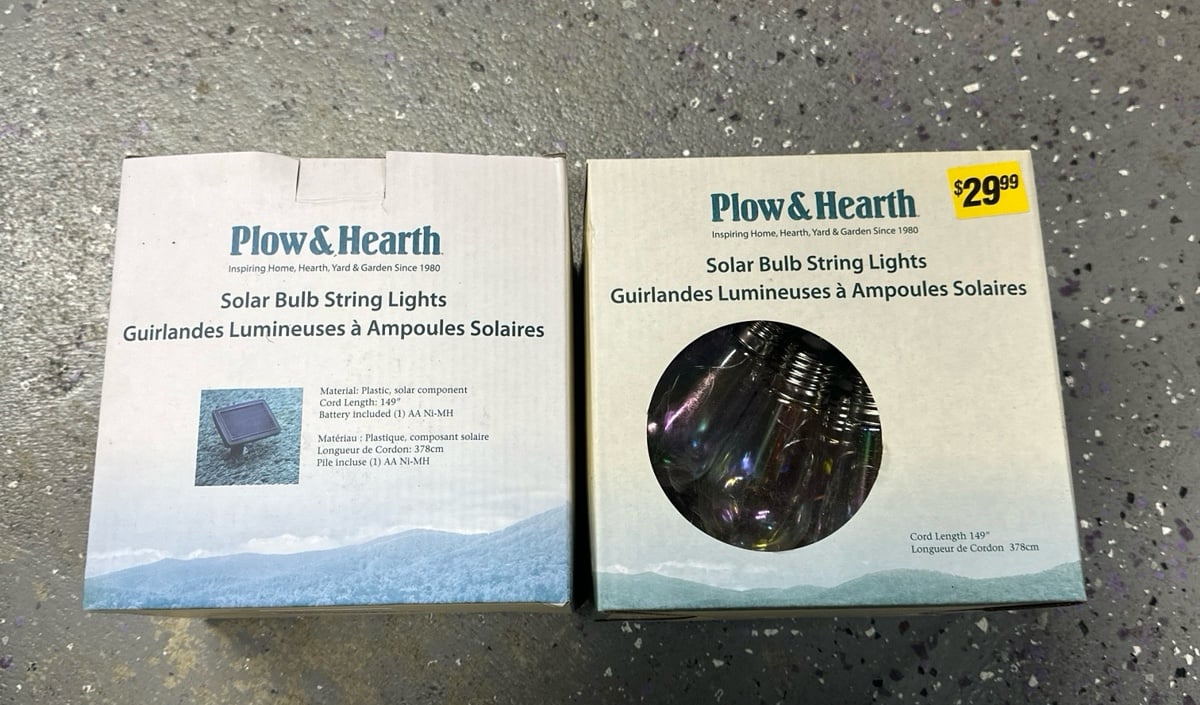 Plow & Hearth
Inspiring Home, Hearth, Yard & Garden Since 1980
Solar Bulb String Lights
Guirlandes Lumineuses à Ampoules Solaires
Material: Plastic, solar component
Cord Length: 149"
Battery included (1) AA Ni-MH
Matériau : Plastique, composant solaire
Longueur de Cordon: 378cm
Pile incluse (1) AA Ni-MH
$29.99
Plow & Hearth
Inspiring Home, Hearth, Yard & Garden Since 1980
Solar Bulb String Lights
Guirlandes Lumineuses à Ampoules Solaires
Cord Length 149"
Longueur de Cordon 378cm